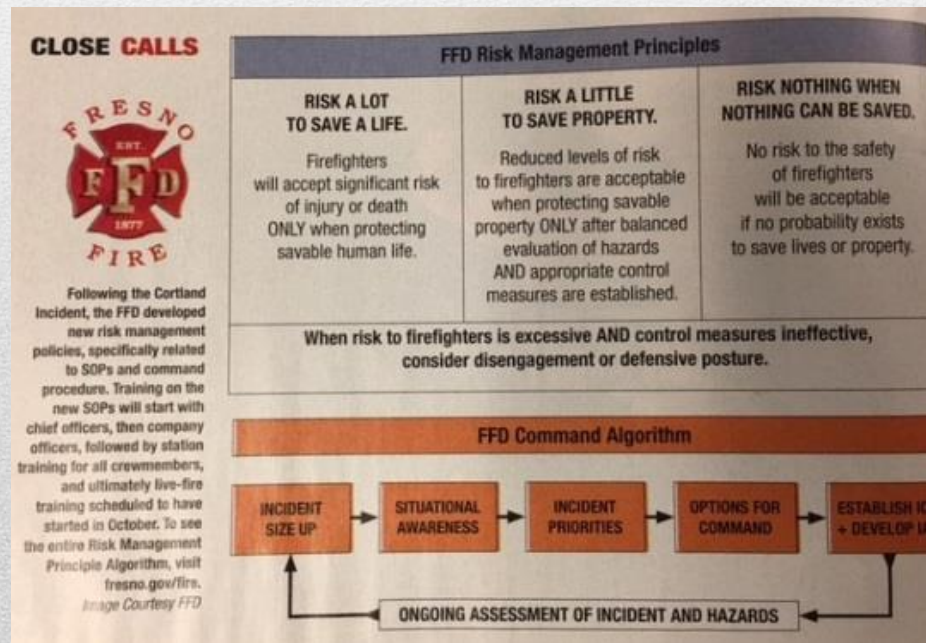 CLOSE CALLS
FRESNO
EST.
FFD
1877
FIRE
Following the Cortland
Incident, the FFD developed
new risk management
policies, specifically related
to SOPs and command
procedure. Training on the
new SOPs will start with
chief officers, then company
officers, followed by station
training for all crewmembers,
and ultimately live-fire
training scheduled to have
started in October. To see
the entire Risk Management
Principle Algorithm, visit
fresno.gov/fire.
Image Courtesy FFD
FFD Risk Management Principles
RISK A LOT
TO SAVE A LIFE.
Firefighters
will accept significant risk
of injury or death
ONLY when protecting
savable human life.
RISK A LITTLE
TO SAVE PROPERTY.
Reduced levels of risk
to firefighters are acceptable
when protecting savable
property ONLY after balanced
evaluation of hazards
AND appropriate control
measures are established.
RISK NOTHING WHEN
NOTHING CAN BE SAVED.
No risk to the safety
of firefighters
will be acceptable
if no probability exists
to save lives or property.
When risk to firefighters is excessive AND control measures ineffective,
consider disengagement or defensive posture.
FFD Command Algorithm
INCIDENT
SIZE UP
SITUATIONAL
AWARENESS
INCIDENT
PRIORITIES
OPTIONS FOR
COMMAND
ESTABLISH
+ DEVELOP
ONGOING ASSESSMENT OF INCIDENT AND HAZARDS